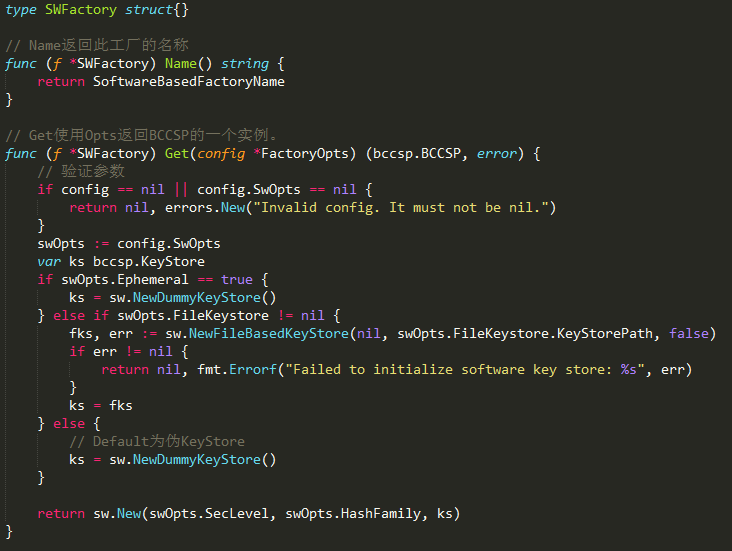 type SWFactory struct{}

// Name返回此工厂的名称
func (f *SWFactory) Name() string {
    return SoftwareBasedFactoryName
}

// Get使用Opts返回BCCSP的一个实例。
func (f *SWFactory) Get(config *FactoryOpts) (bccsp.BCCSP, error) {
    // 验证参数
    if config == nil || config.SwOpts == nil {
        return nil, errors.New("Invalid config. It must not be nil.")
    }
    swOpts := config.SwOpts
    var ks bccsp.KeyStore
    if swOpts.Ephemeral == true {
        ks = sw.NewDummyKeyStore()
    } else if swOpts.FileKeystore != nil {
        fks, err := sw.NewFileBasedKeyStore(nil, swOpts.FileKeystore.KeyStorePath, false)
        if err != nil {
            return nil, fmt.Errorf("Failed to initialize software key store: %s", err)
        }
        ks = fks
    } else {
        // Default为伪KeyStore
        ks = sw.NewDummyKeyStore()
    }

    return sw.New(swOpts.SecLevel, swOpts.HashFamily, ks)
}